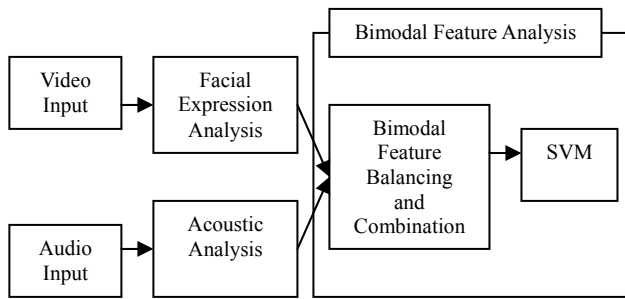 Bimodal Feature Analysis
Video
Input
Facial
Expression
Analysis
Bimodal
Feature
Balancing
and
Combination
SVM
Audio
Input
Acoustic
Analysis